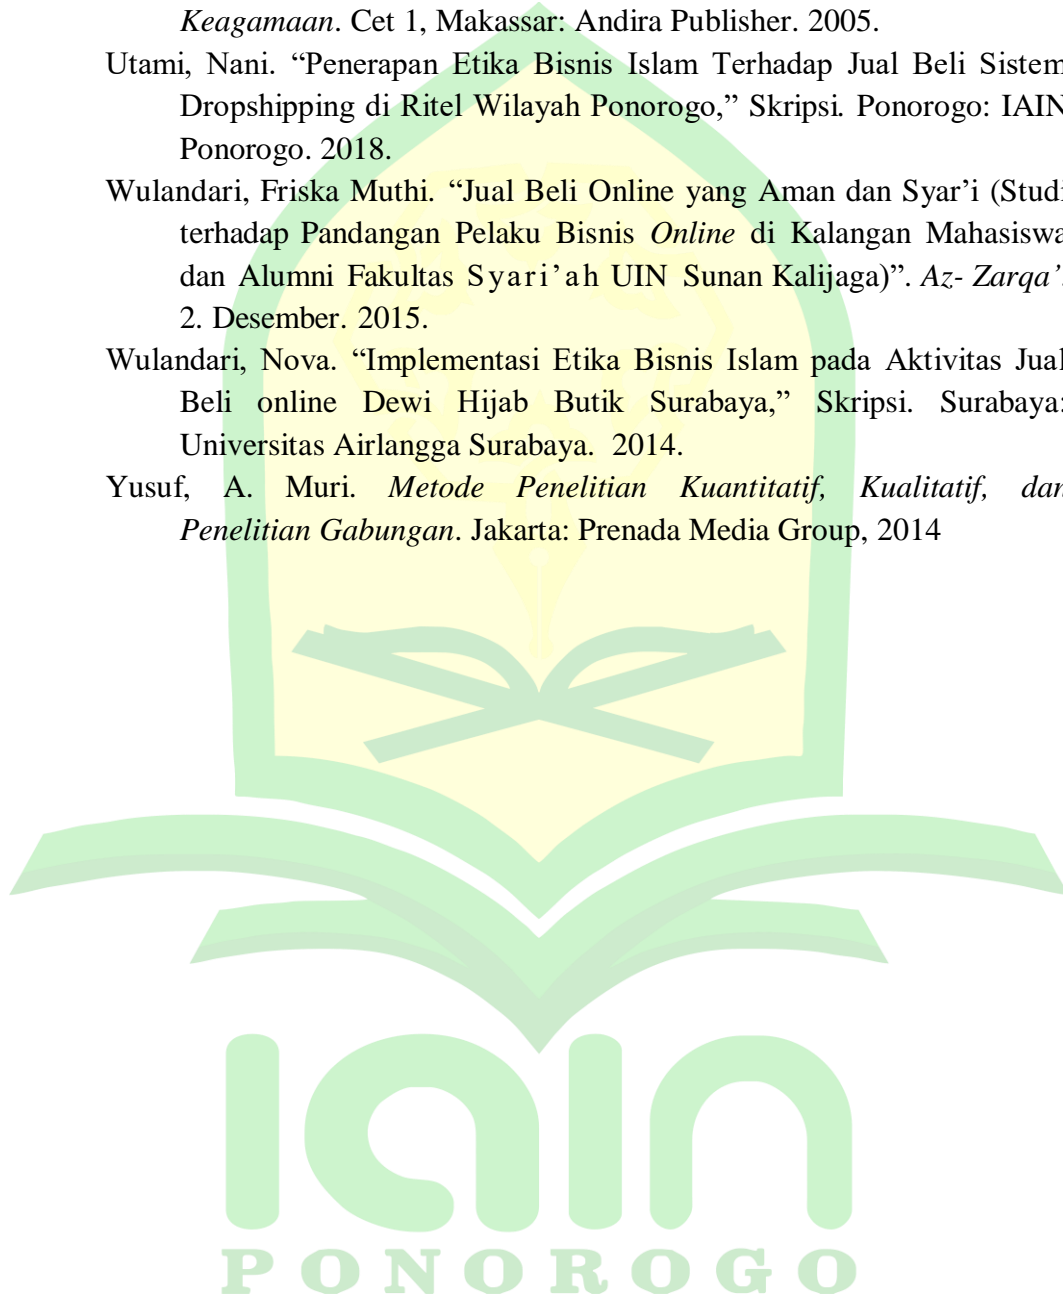 Keagamaan. Cet 1, Makassar: Andira Publisher. 2005.
Utami, Nani. “Penerapan Etika Bisnis Islam Terhadap Jual Beli Sistem
Dropshipping di Ritel Wilayah Ponorogo,” Skripsi. Ponorogo: IAIN
Ponorogo. 2018.
Wulandari, Friska Muthi. “Jual Beli Online yang Aman dan Syar’i (Studi
terhadap Pandangan Pelaku Bisnis Online di Kalangan Mahasiswa
dan Alumni Fakultas Syari’ah UIN Sunan Kalijaga)”. Az- Zarqa’.
2. Desember. 2015.
Wulandari, Nova. “Implementasi Etika Bisnis Islam pada Aktivitas Jual
Beli online Dewi Hijab Butik Surabaya,” Skripsi. Surabaya:
Universitas Airlangga Surabaya. 2014.
Yusuf, A. Muri. Metode Penelitian Kuantitatif, Kualitatif, dan
Penelitian Gabungan. Jakarta: Prenada Media Group, 2014
IAIN
PONOROGO